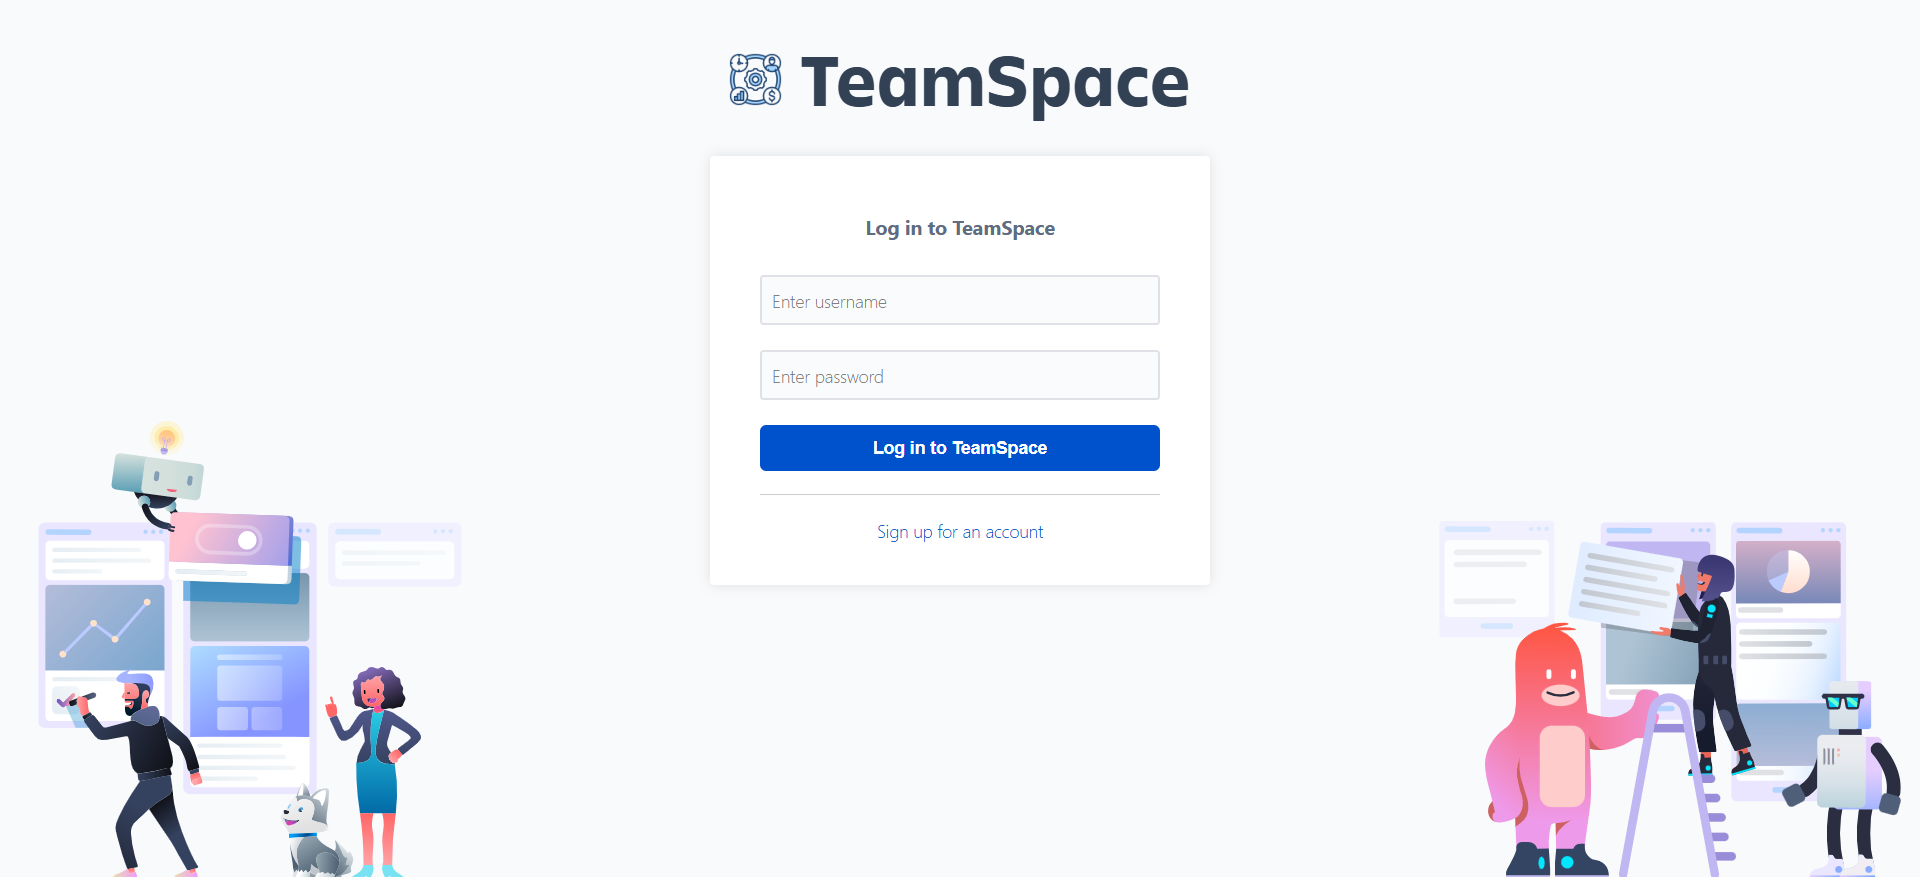 TeamSpace
Log in to TeamSpace
Enter username
Enter password
Log in to TeamSpace
Sign up for an account